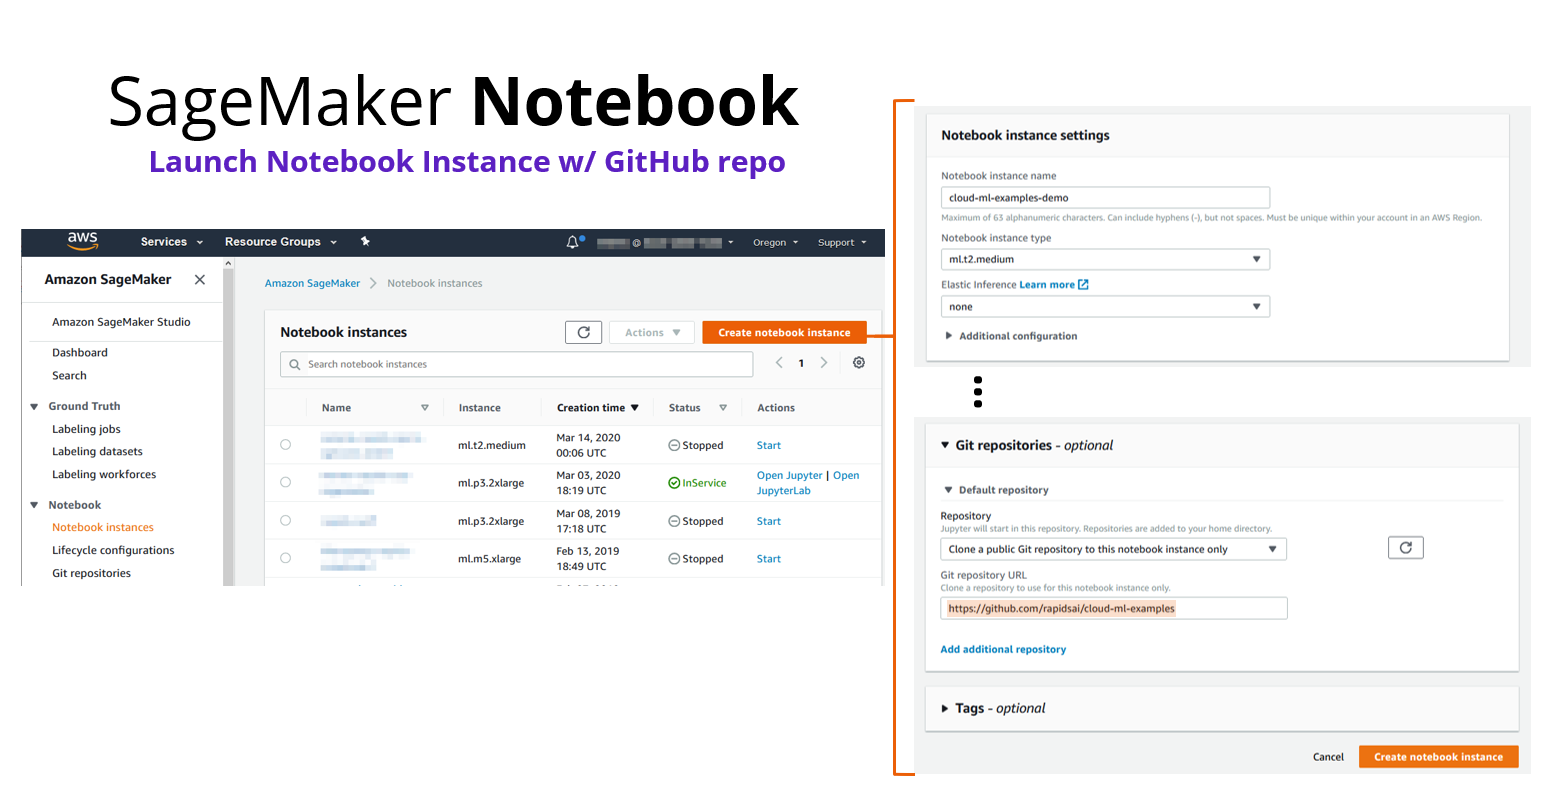 SageMaker Notebook
Launch Notebook Instance w/ GitHub repo
aws
Services
Resource Groups
@
Oregon
Support
Amazon SageMaker
Amazon SageMaker Studio
Dashboard
Search
Ground Truth
Labeling jobs
Labeling datasets
Labeling workforces
Notebook
Notebook instances
Lifecycle configurations
Git repositories
Amazon SageMaker > Notebook instances
Notebook instances
Actions
Create notebook instance
Search notebook instances
1
Name Instance Creation time Status Actions
ml.t2.medium Mar 14, 2020 00:06 UTC Stopped Start
ml.p3.2xlarge Mar 03, 2020 18:19 UTC InService Open Jupyter | Open JupyterLab
ml.p3.2xlarge Mar 08, 2019 17:18 UTC Stopped Start
ml.m5.xlarge Feb 13, 2019 18:49 UTC Stopped Start
Notebook instance settings
Notebook instance name
cloud-ml-examples-demo
Maximum of 63 alphanumeric characters. Can include hyphens (-), but not spaces. Must be unique within your account in an AWS Region.
Notebook instance type
ml.t2.medium
Elastic Inference Learn more
none
Additional configuration
Git repositories - optional
Default repository
Repository
Jupyter will start in this repository. Repositories are added to your home directory.
Clone a public Git repository to this notebook instance only
Git repository URL
Clone a repository to use for this notebook instance only.
https://github.com/rapidsai/cloud-ml-examples
Add additional repository
Tags - optional
Cancel
Create notebook instance